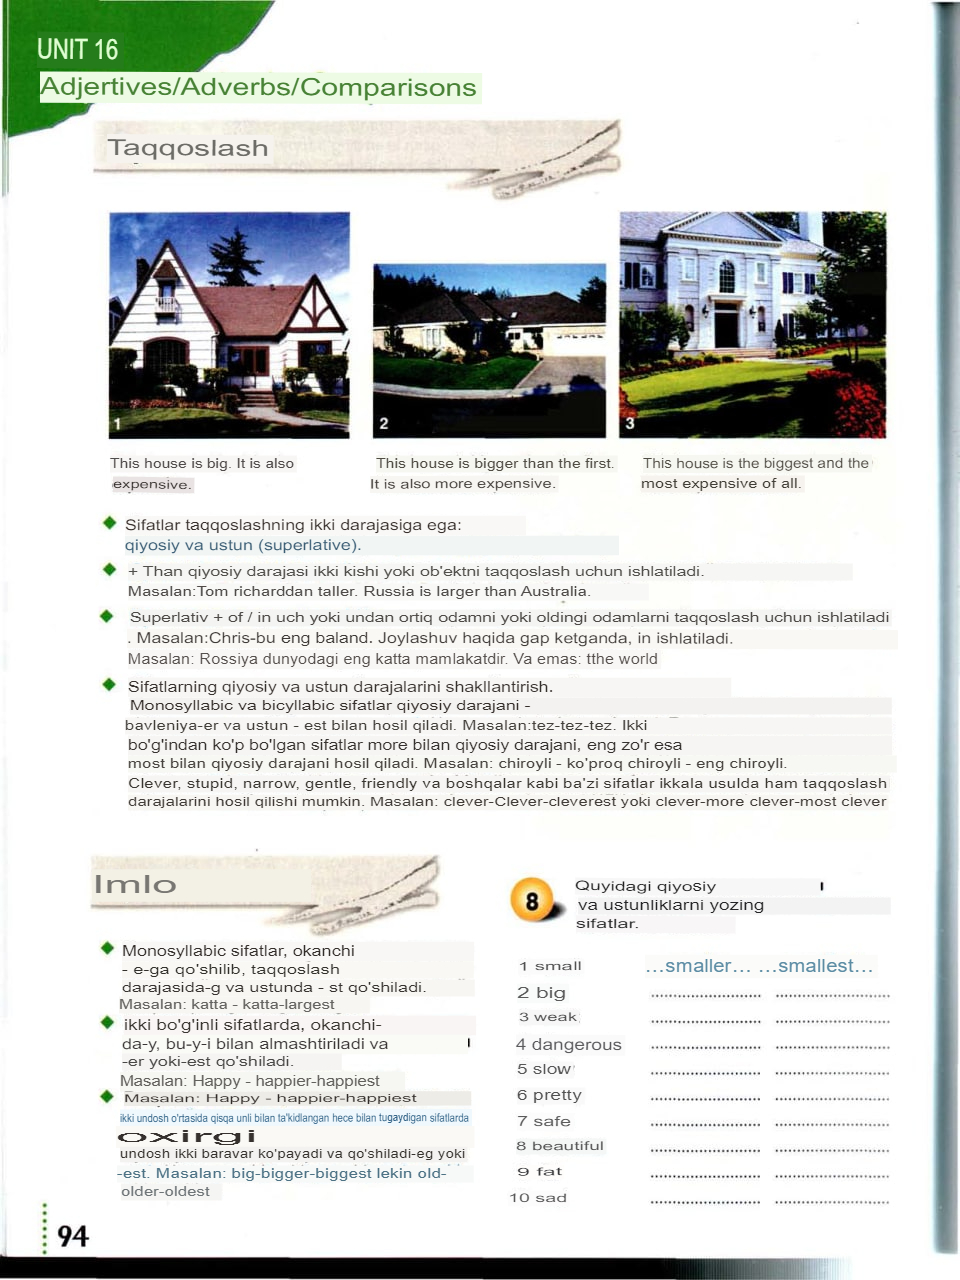 UNIT 16
Adjertives/Adverbs/Comparisons
Taqqoslash
1
2
3
This house is big. It is also
expensive.
This house is bigger than the first.
It is also more expensive.
This house is the biggest and the
most expensive of all.
Sifatlar taqqoslashning ikki darajasiga ega:
qiyosiy va ustun (superlative).
+ Than qiyosiy darajasi ikki kishi yoki ob'ektni taqqoslash uchun ishlatiladi.
Masalan:Tom richarddan taller. Russia is larger than Australia.
Superlativ + of / in uch yoki undan ortiq odamni yoki oldingi odamlarni taqqoslash uchun ishlatiladi
. Masalan:Chris-bu eng baland. Joylashuv haqida gap ketganda, in ishlatiladi.
Masalan: Rossiya dunyodagi eng katta mamlakatdir. Va emas: tthe world
Sifatlarning qiyosiy va ustun darajalarini shakllantirish.
Monosyllabic va bicyllabic sifatlar qiyosiy darajani -
bavleniya-er va ustun - est bilan hosil qiladi. Masalan:tez-tez-tez. Ikki
bo'g'indan ko'p bo'lgan sifatlar more bilan qiyosiy darajani, eng zo'r esa
most bilan qiyosiy darajani hosil qiladi. Masalan: chiroyli - ko'proq chiroyli - eng chiroyli.
Clever, stupid, narrow, gentle, friendly va boshqalar kabi ba'zi sifatlar ikkala usulda ham taqqoslash
darajalarini hosil qilishi mumkin. Masalan: clever-Clever-cleverest yoki clever-more clever-most clever
Imlo
Monosyllabic sifatlar, okanchi
- e-ga qo'shilib, taqqoslash
darajasida-g va ustunda - st qo'shiladi.
Masalan: katta - katta-largest
ikki bo'g'inli sifatlarda, okanchi-
da-y, bu-y-i bilan almashtiriladi va
-er yoki-est qo'shiladi.
Masalan: Happy - happier-happiest
Masalan: Happy - happier-happiest
ikki undosh o'rtasida qisqa unli bilan ta'kidlangan hece bilan tugaydigan sifatlarda
oxirgi
undosh ikki baravar ko'payadi va qo'shiladi-eg yoki
-est. Masalan: big-bigger-biggest lekin old-
older-oldest
8
Quyidagi qiyosiy
va ustunliklarni yozing
sifatlar.
1 small ...smaller... ...smallest...
2 big
3 weak
4 dangerous
5 slow
6 pretty
7 safe
8 beautiful
9 fat
10 sad
94